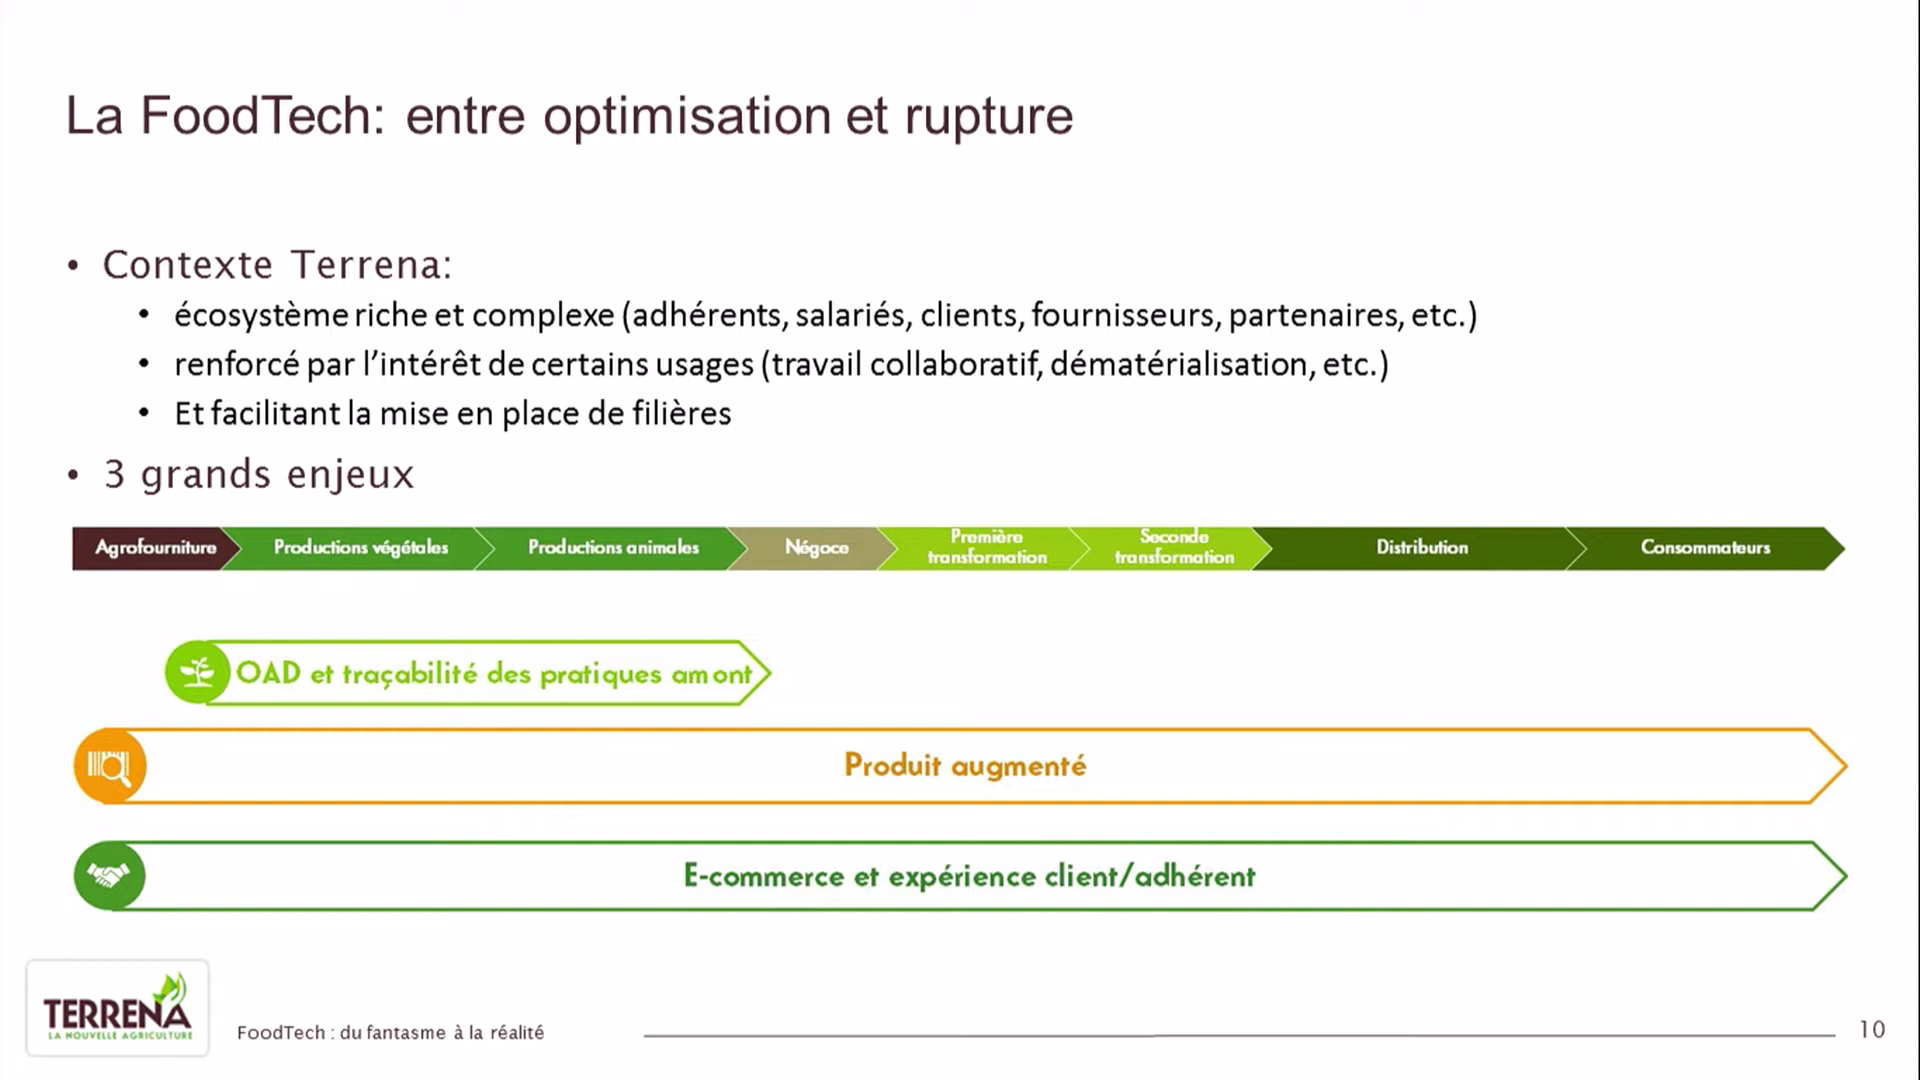 La FoodTech: entre optimisation et rupture
• Contexte Terrena:
• écosystème riche et complexe (adhérents, salariés, clients, fournisseurs, partenaires, etc.)
• renforcé par l’intérêt de certains usages (travail collaboratif, dématérialisation, etc.)
• Et facilitant la mise en place de filières
• 3 grands enjeux
Agrofourniture
Productions végétales
Productions animales
Négoce
Première
transformation
Seconde
transformation
Distribution
Consommateurs
OAD et traçabilité des pratiques amont
Produit augmenté
E-commerce et expérience client/adhérent
TERRENA
LA NOUVELLE AGRICULTURE
FoodTech : du fantasme à la réalité
10